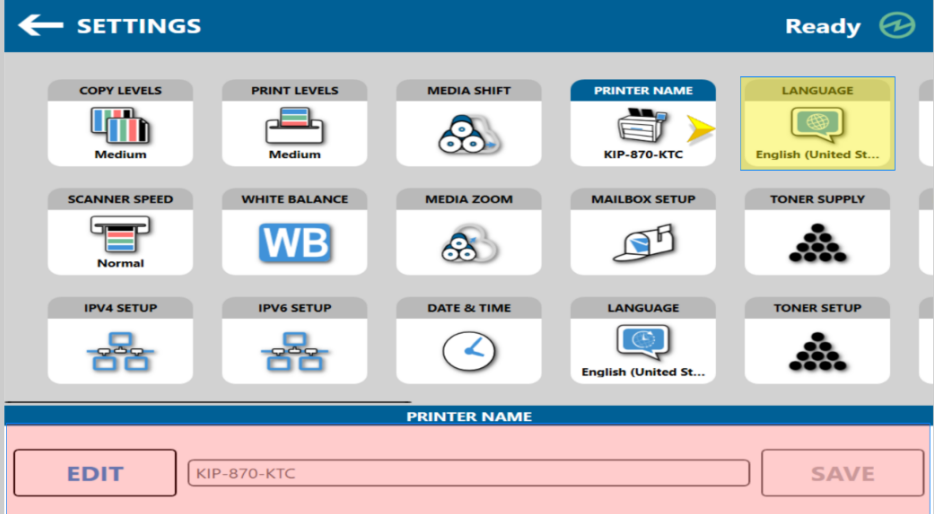 SETTINGS
Ready
COPY LEVELS
Medium
PRINT LEVELS
Medium
MEDIA SHIFT
PRINTER NAME
KIP-870-KTC
LANGUAGE
English (United St...
SCANNER SPEED
Normal
WHITE BALANCE
WB
MEDIA ZOOM
MAILBOX SETUP
TONER SUPPLY
IPV4 SETUP
IPV6 SETUP
DATE & TIME
LANGUAGE
English (United St...
TONER SETUP
PRINTER NAME
EDIT
KIP-870-KTC
SAVE